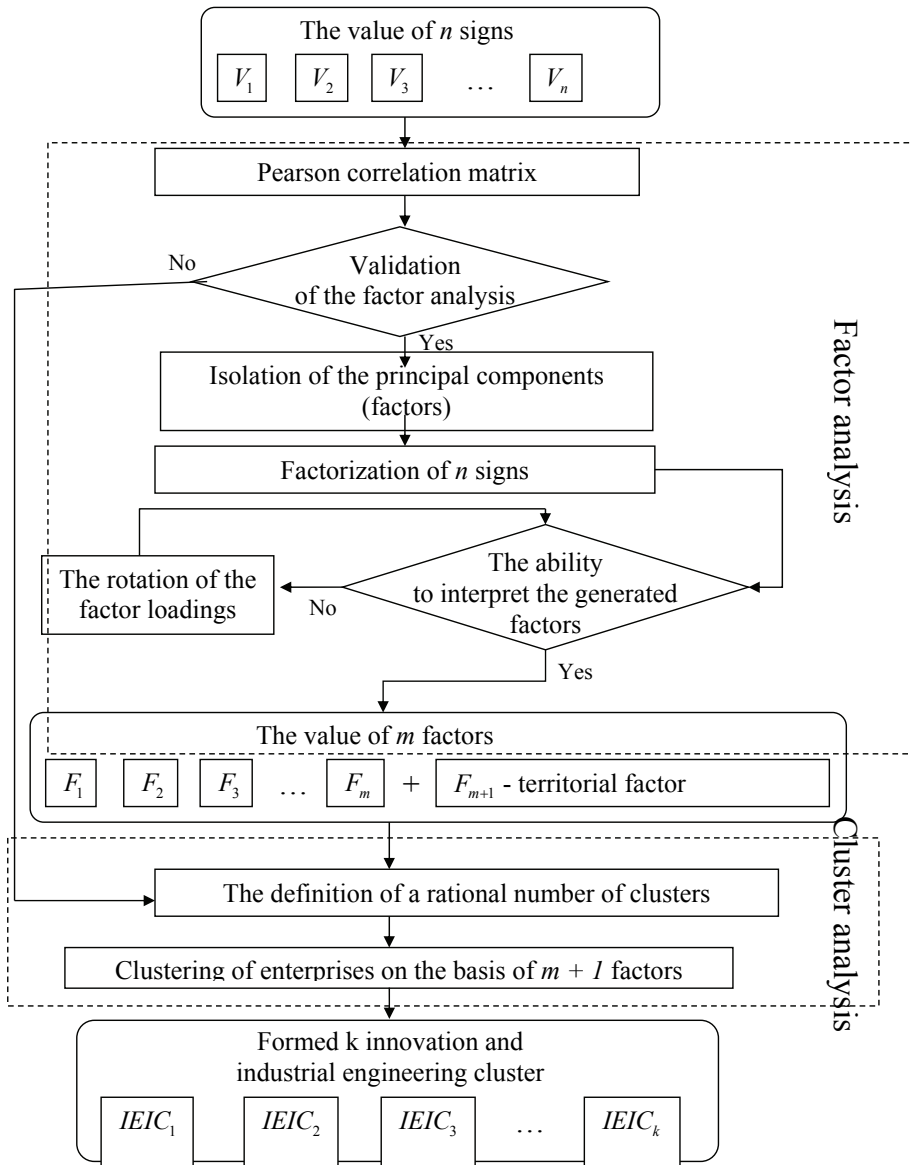 The value of n signs
V₁ V₂ V₃ … Vₙ
Pearson correlation matrix
No
Validation
of the factor analysis
Yes
Isolation of the principal components
(factors)
Factorization of n signs
Factor analysis
The rotation of the
factor loadings
No
The ability
to interpret the generated
factors
Yes
The value of m factors
F₁ F₂ F₃ … Fₘ + Fₘ₊₁ - territorial factor
Cluster analysis
The definition of a rational number of clusters
Clustering of enterprises on the basis of m + 1 factors
Formed k innovation and
industrial engineering cluster
IEIC₁ IEIC₂ IEIC₃ … IEICₖ